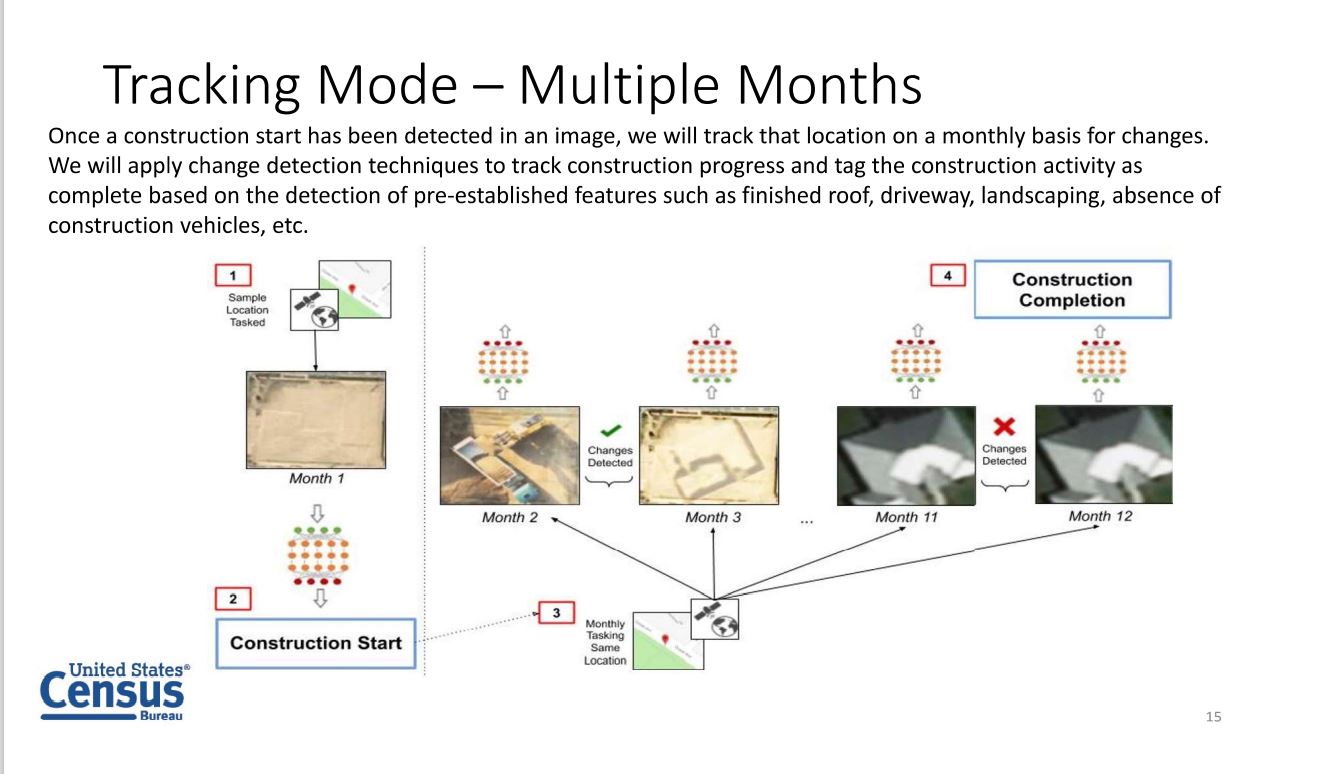 Tracking Mode – Multiple Months
Once a construction start has been detected in an image, we will track that location on a monthly basis for changes.
We will apply change detection techniques to track construction progress and tag the construction activity as
complete based on the detection of pre-established features such as finished roof, driveway, landscaping, absence of
construction vehicles, etc.
1
Sample
Location
Tasked
Month 1
2
Construction Start
3
Monthly
Tasking
Same
Location
Month 2
Changes
Detected
Month 3
...
Month 11
Changes
Detected
Month 12
4
Construction
Completion
United States®
Census
Bureau
15